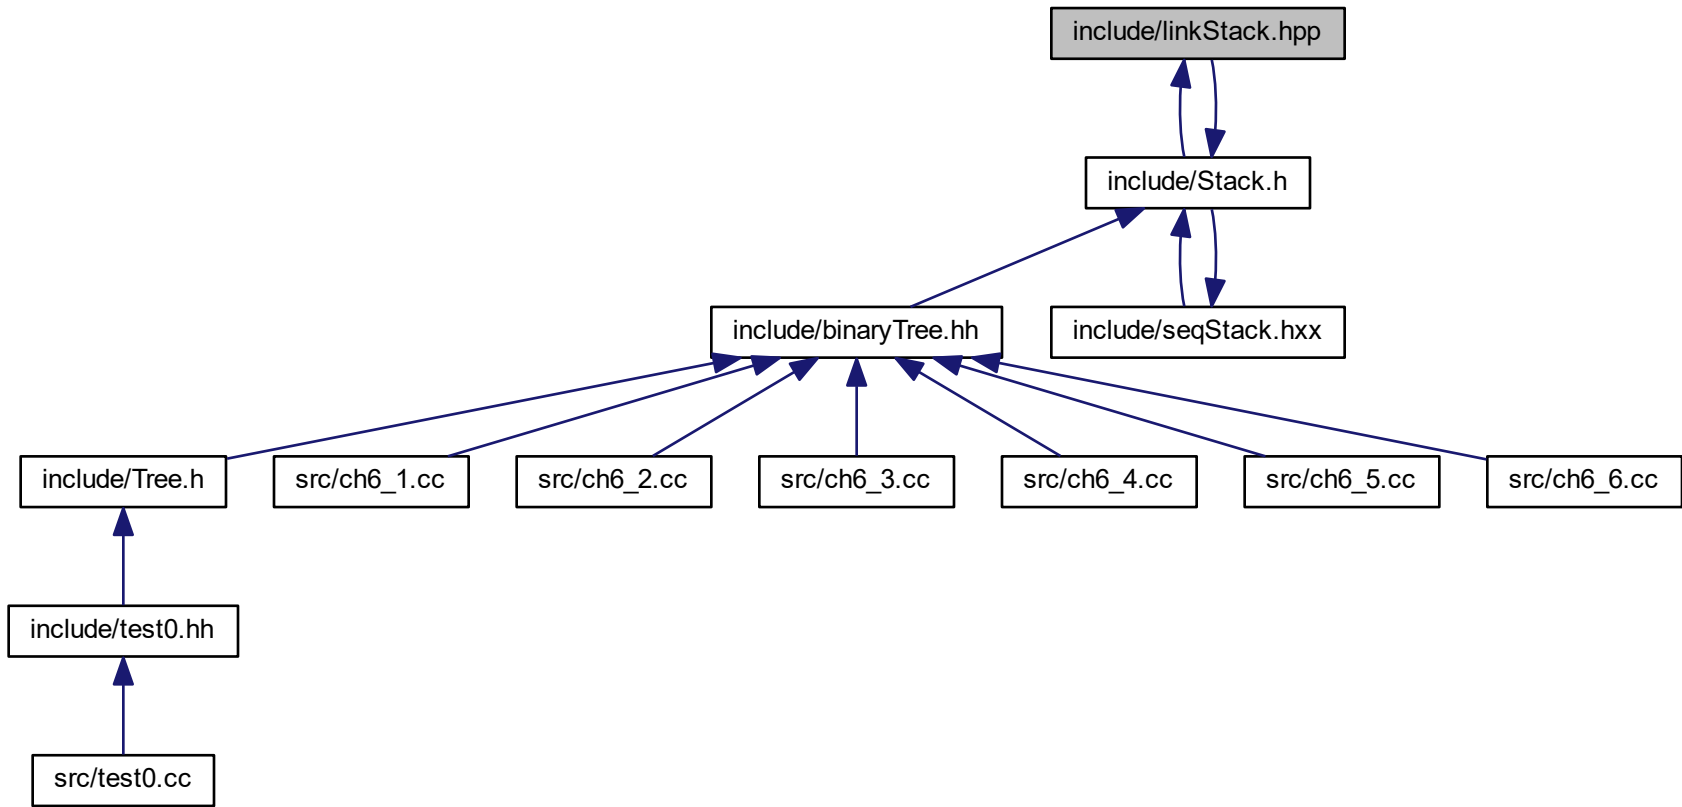 include/linkStack.hpp
include/Stack.h
include/binaryTree.hh
include/seqStack.hxx
include/Tree.h
src/ch6_1.cc
src/ch6_2.cc
src/ch6_3.cc
src/ch6_4.cc
src/ch6_5.cc
src/ch6_6.cc
include/test0.hh
src/test0.cc